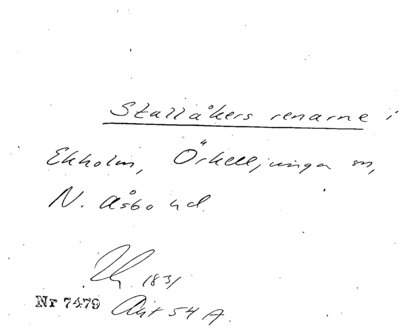 Stallåkers renarne i
Ekholm, Örkelljunga sn,
N. Åsbo hd.
1831
Nr 7479 Akt 54 A.